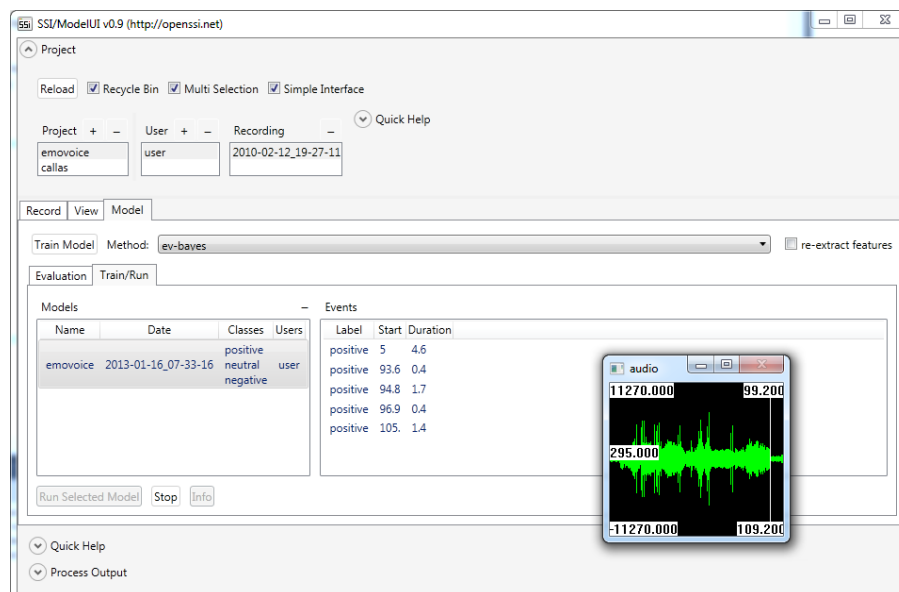 SSI SSI/ModelUI v0.9 (http://openssi.net)
Project
Reload Recycle Bin Multi Selection Simple Interface
Quick Help
Project + – User + – Recording –
emovoice user 2010-02-12_19-27-11
callas
Record View Model
Train Model Method: ev-bayes re-extract features
Evaluation Train/Run
Models – Events
Name Date Classes Users Label Start Duration
emovoice 2013-01-16_07-33-16 positive neutral negative user
positive 5 4.6
positive 93.6 0.4
positive 94.8 1.7
positive 96.9 0.4
positive 105. 1.4
audio
11270.000 99.200
295.000
-11270.000 109.200
Run Selected Model Stop Info
Quick Help
Process Output